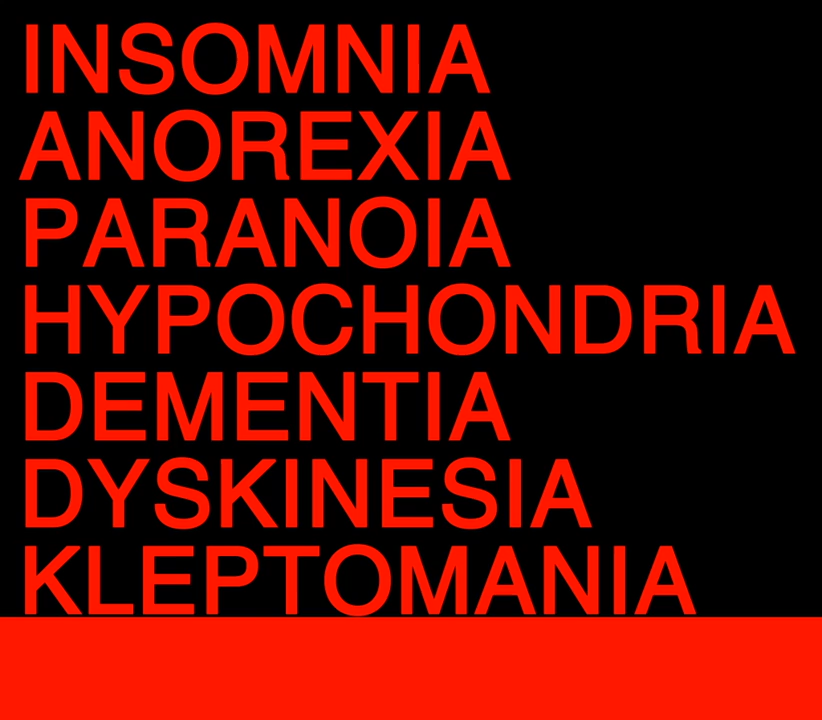 INSOMNIA
ANOREXIA
PARANOIA
HYPOCHONDRIA
DEMENTIA
DYSKINESIA
KLEPTOMANIA